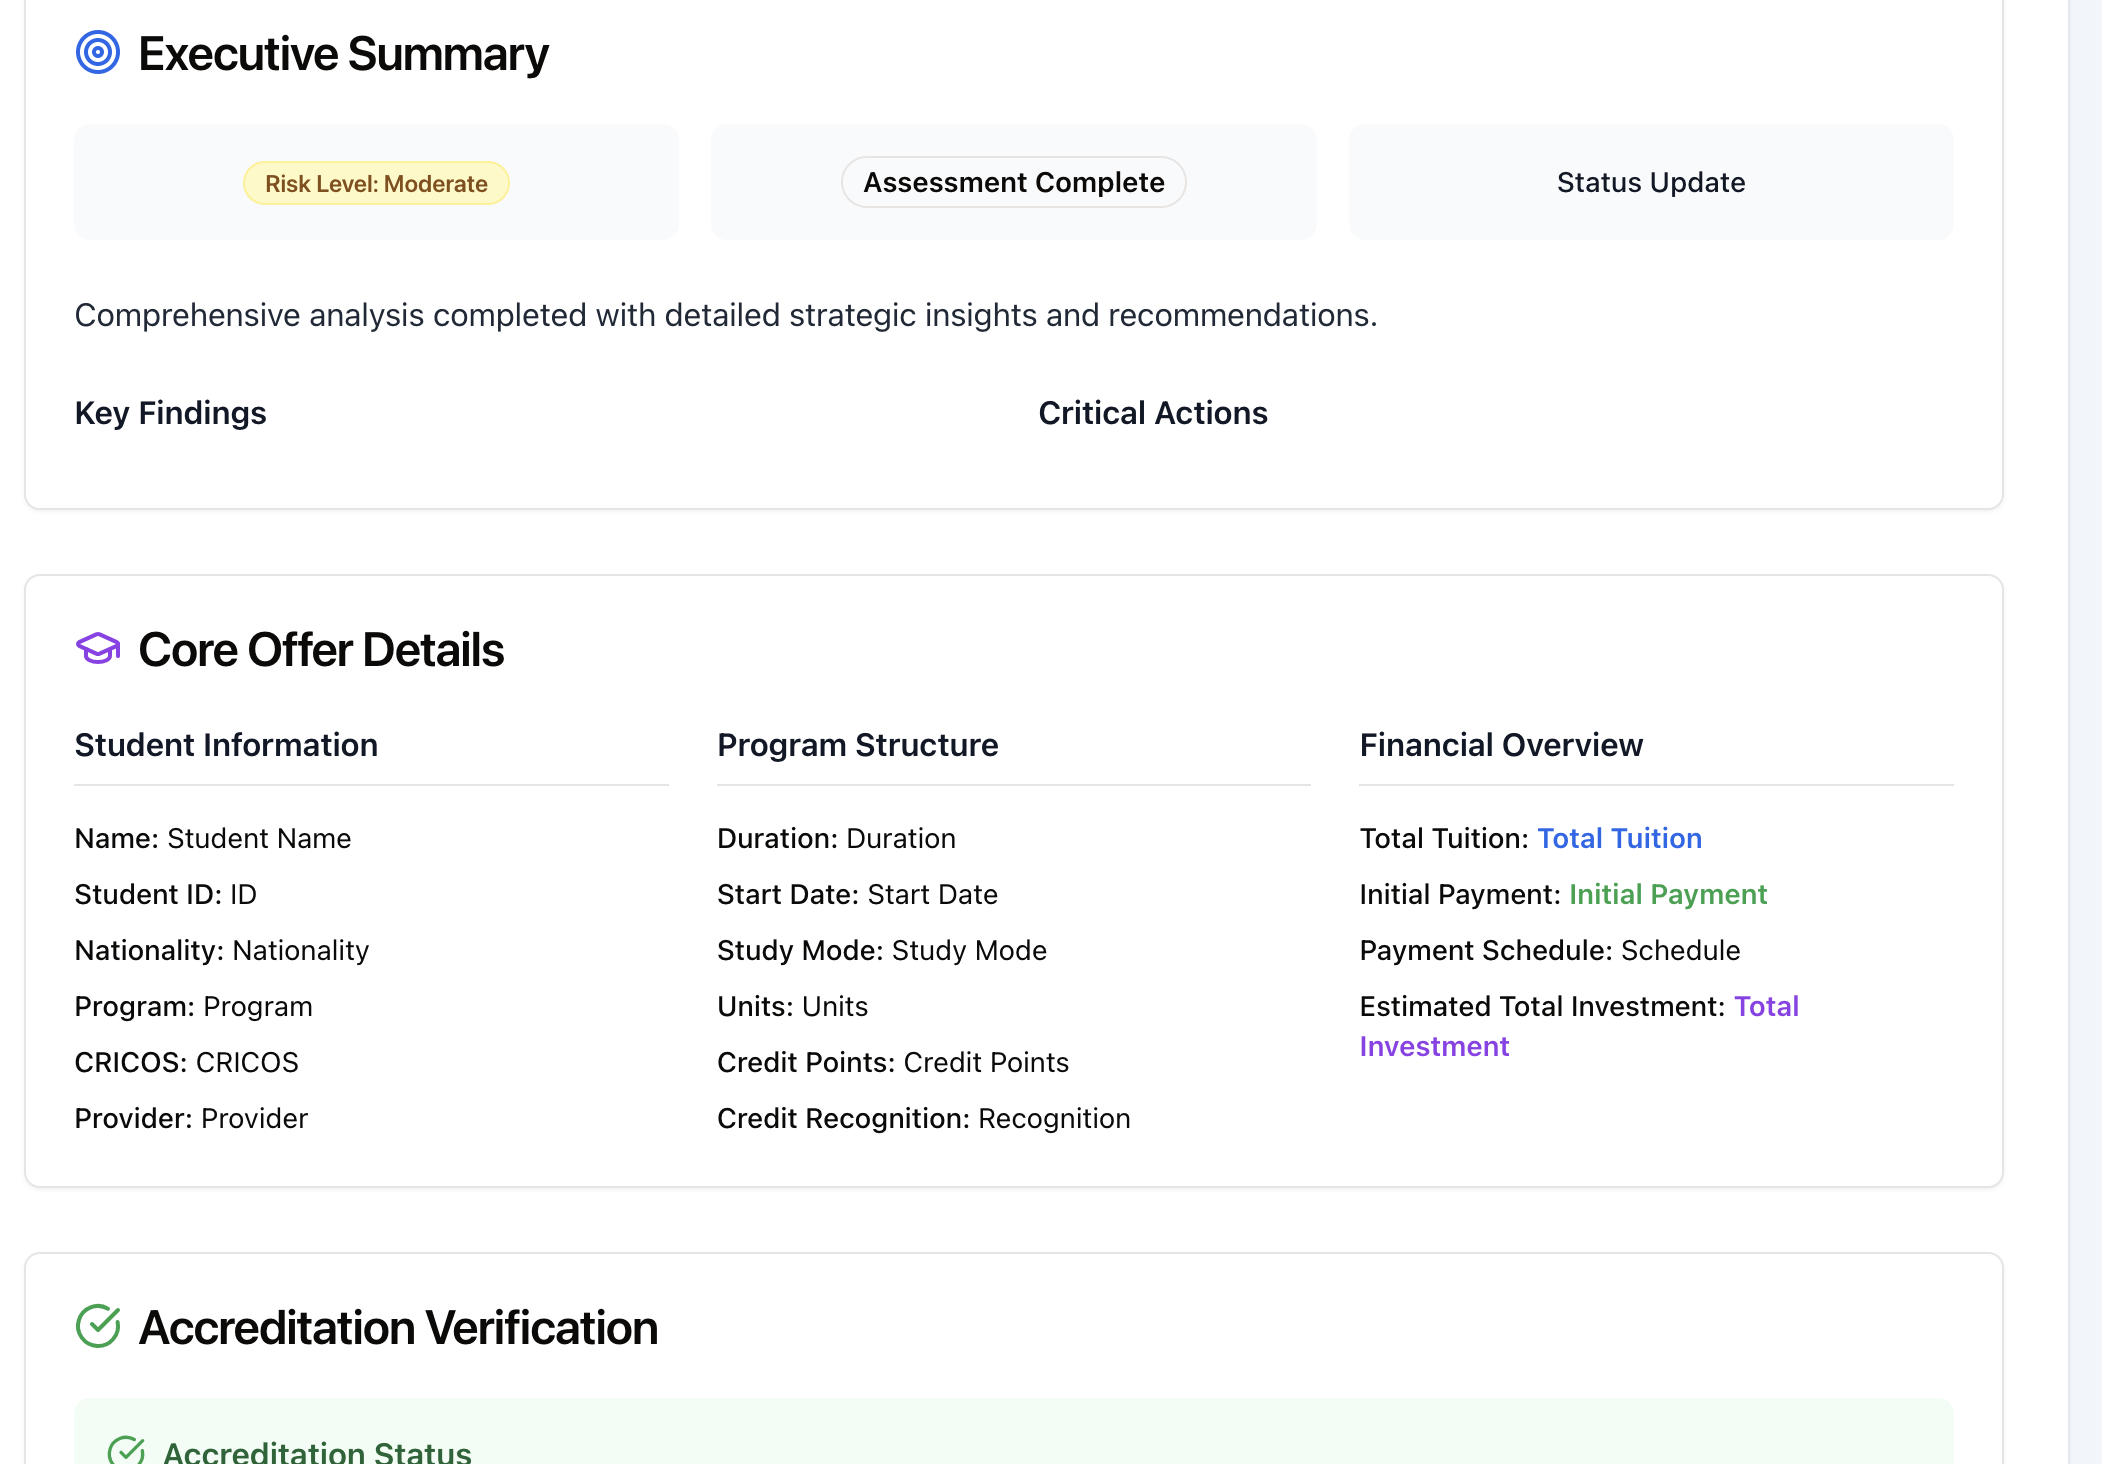 Executive Summary
Risk Level: Moderate
Assessment Complete
Status Update
Comprehensive analysis completed with detailed strategic insights and recommendations.
Key Findings
Critical Actions
Core Offer Details
Student Information
Name: Student Name
Student ID: ID
Nationality: Nationality
Program: Program
CRICOS: CRICOS
Provider: Provider
Program Structure
Duration: Duration
Start Date: Start Date
Study Mode: Study Mode
Units: Units
Credit Points: Credit Points
Credit Recognition: Recognition
Financial Overview
Total Tuition: Total Tuition
Initial Payment: Initial Payment
Payment Schedule: Schedule
Estimated Total Investment: Total
Investment
Accreditation Verification
Accreditation Status